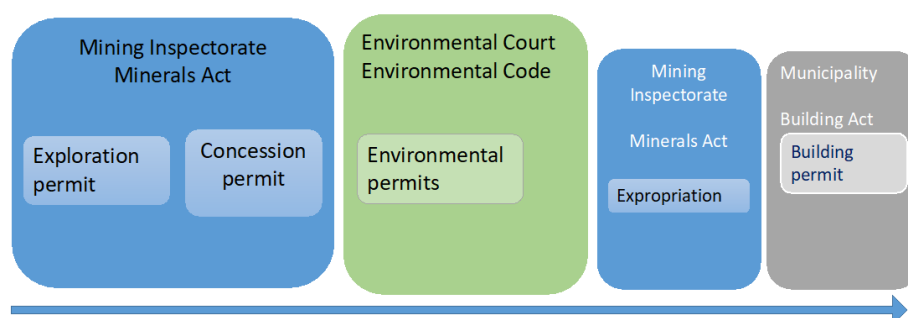 Mining Inspectorate
Minerals Act
Exploration
permit
Concession
permit
Environmental Court
Environmental Code
Environmental
permits
Mining
Inspectorate
Minerals Act
Expropriation
Municipality
Building Act
Building
permit